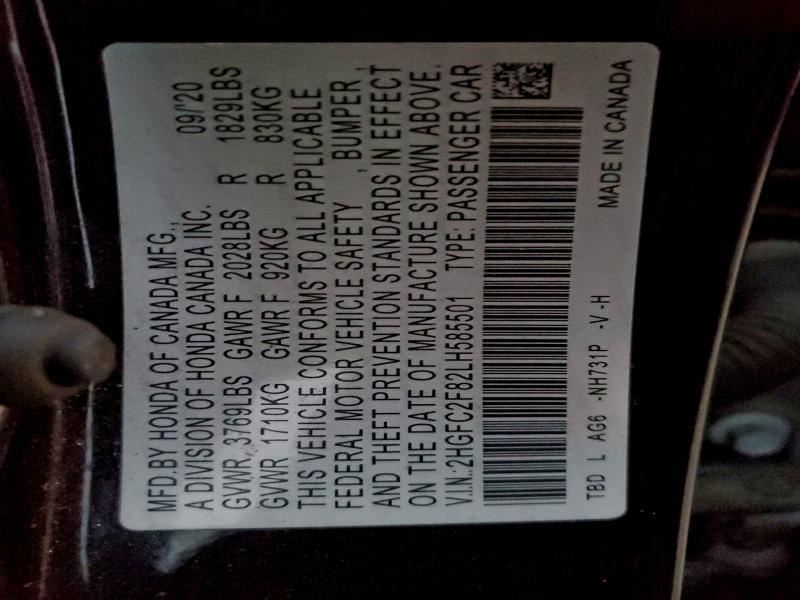 MFD.BY HONDA OF CANADA MFG., 09/'20
A DIVISION OF HONDA CANADA INC.
GVWR 3769LBS GAWR F 2028LBS R 1829LBS
GVWR 1710KG GAWR F 920KG R 830KG
THIS VEHICLE CONFORMS TO ALL APPLICABLE
FEDERAL MOTOR VEHICLE SAFETY , BUMPER ,
AND THEFT PREVENTION STANDARDS IN EFFECT
ON THE DATE OF MANUFACTURE SHOWN ABOVE.
V.I.N.:2HGFC2F82LH585501 TYPE: PASSENGER CAR
TBD L AG6 -NH731P -V -H MADE IN CANADA